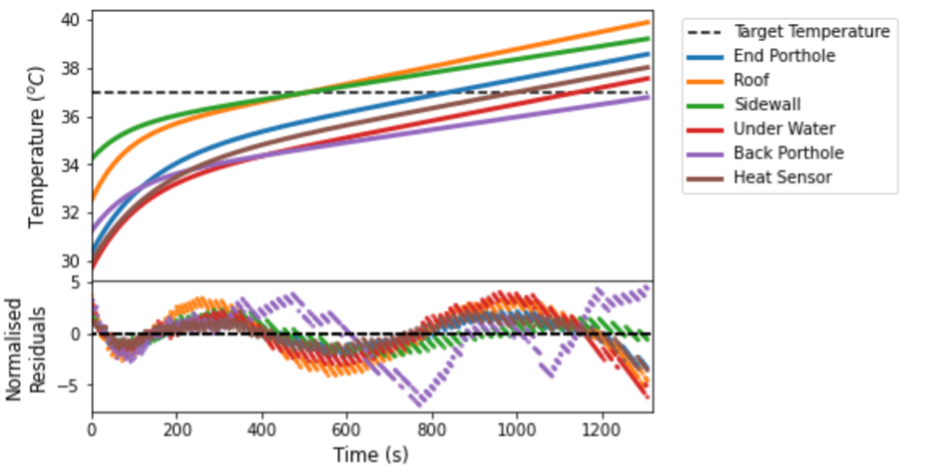 40
38
36
34
32
30
Temperature (°C)
5
0
−5
Normalised
Residuals
0
200
400
600
800
1000
1200
Time (s)
Target Temperature
End Porthole
Roof
Sidewall
Under Water
Back Porthole
Heat Sensor